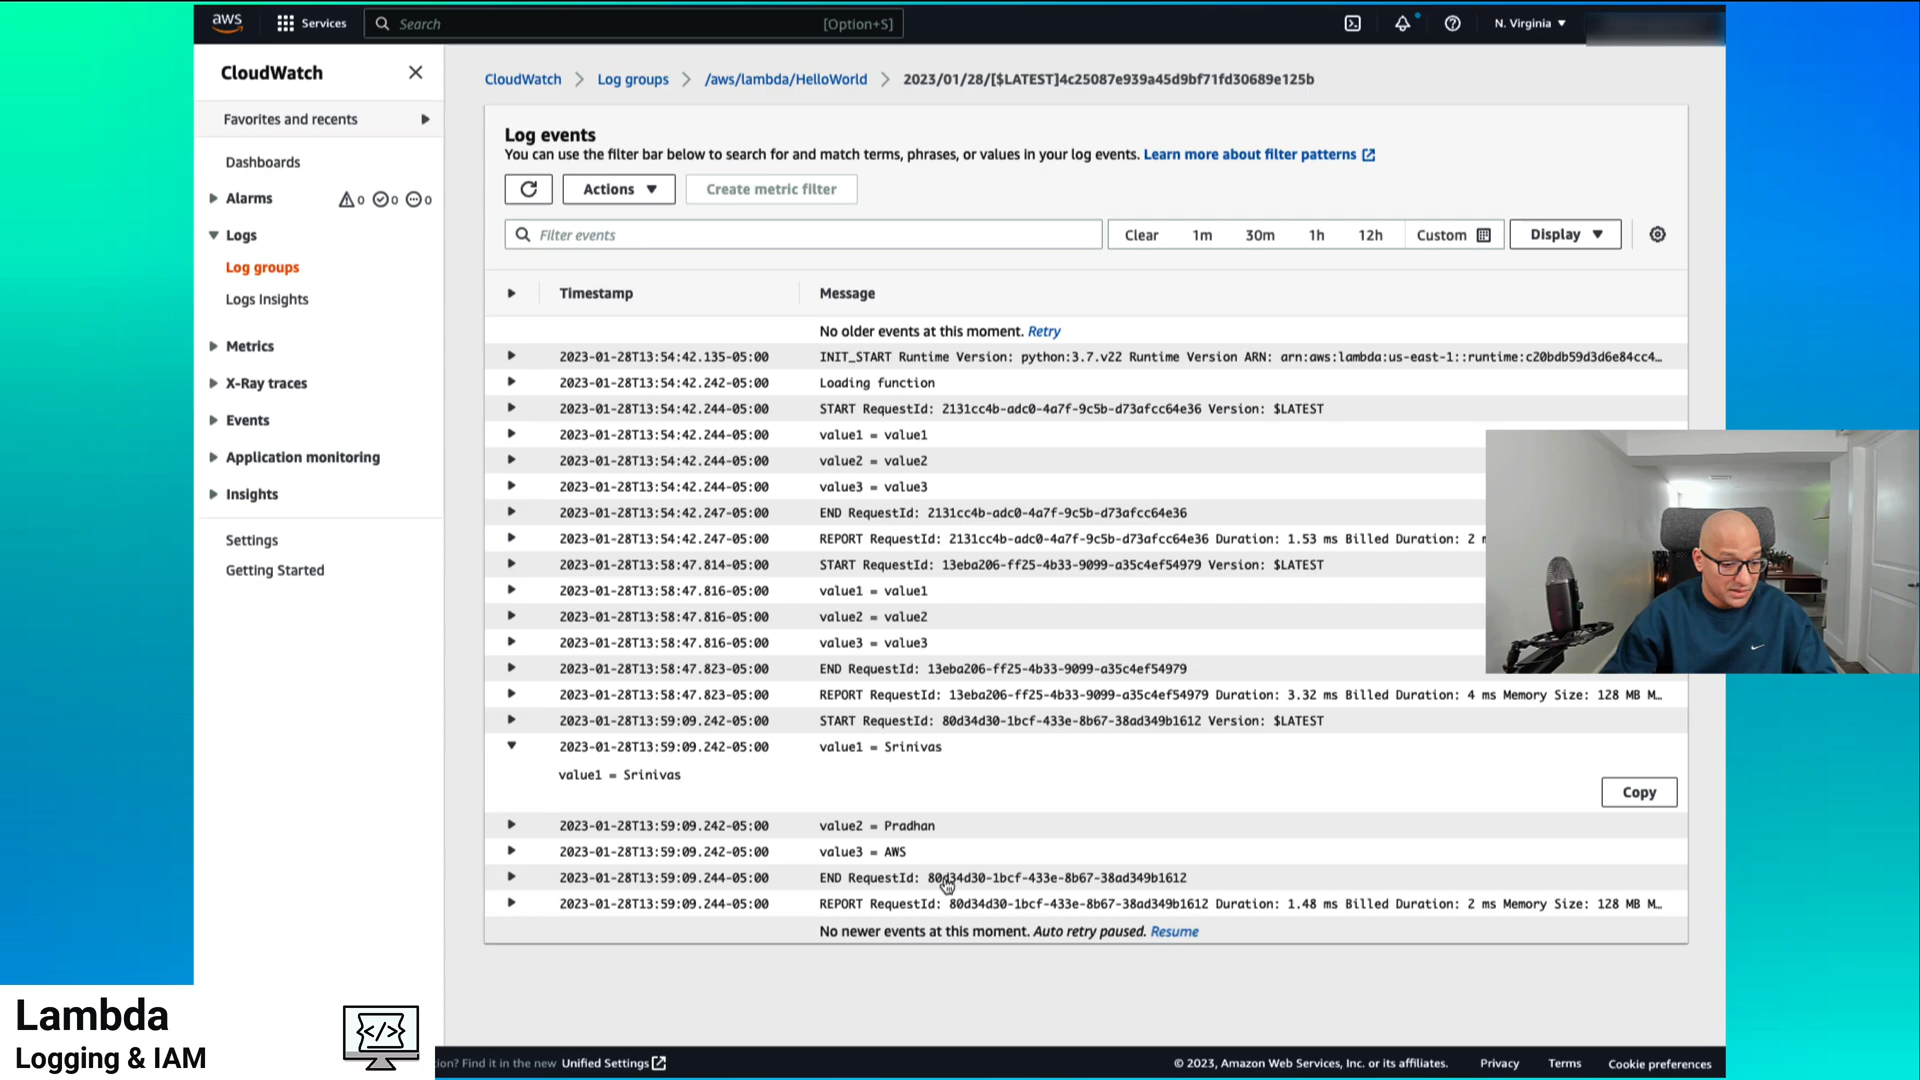 aws
Services
Search
[Option+S]
N. Virginia
CloudWatch
Favorites and recents
Dashboards
Alarms 0 0 0
Logs
Log groups
Logs Insights
Metrics
X-Ray traces
Events
Application monitoring
Insights
Settings
Getting Started
CloudWatch Log groups /aws/lambda/HelloWorld 2023/01/28/[$LATEST]4c25087e939a45d9bf71fd30689e125b
Log events
You can use the filter bar below to search for and match terms, phrases, or values in your log events. Learn more about filter patterns
Actions
Create metric filter
Filter events
Clear 1m 30m 1h 12h Custom
Display
Timestamp Message
No older events at this moment. Retry
2023-01-28T13:54:42.135-05:00 INIT_START Runtime Version: python:3.7.v22 Runtime Version ARN: arn:aws:lambda:us-east-1::runtime:c20bdb59d3d6e84cc4…
2023-01-28T13:54:42.242-05:00 Loading function
2023-01-28T13:54:42.244-05:00 START RequestId: 2131cc4b-adc0-4a7f-9c5b-d73afcc64e36 Version: $LATEST
2023-01-28T13:54:42.244-05:00 value1 = value1
2023-01-28T13:54:42.244-05:00 value2 = value2
2023-01-28T13:54:42.244-05:00 value3 = value3
2023-01-28T13:54:42.247-05:00 END RequestId: 2131cc4b-adc0-4a7f-9c5b-d73afcc64e36
2023-01-28T13:54:42.247-05:00 REPORT RequestId: 2131cc4b-adc0-4a7f-9c5b-d73afcc64e36 Duration: 1.53 ms Billed Duration: 2
2023-01-28T13:58:47.814-05:00 START RequestId: 13eba206-ff25-4b33-9099-a35c4ef54979 Version: $LATEST
2023-01-28T13:58:47.816-05:00 value1 = value1
2023-01-28T13:58:47.816-05:00 value2 = value2
2023-01-28T13:58:47.816-05:00 value3 = value3
2023-01-28T13:58:47.823-05:00 END RequestId: 13eba206-ff25-4b33-9099-a35c4ef54979
2023-01-28T13:58:47.823-05:00 REPORT RequestId: 13eba206-ff25-4b33-9099-a35c4ef54979 Duration: 3.32 ms Billed Duration: 4 ms Memory Size: 128 MB M…
2023-01-28T13:59:09.242-05:00 START RequestId: 80d34d30-1bcf-433e-8b67-38ad349b1612 Version: $LATEST
2023-01-28T13:59:09.242-05:00 value1 = Srinivas
value1 = Srinivas
Copy
2023-01-28T13:59:09.242-05:00 value2 = Pradhan
2023-01-28T13:59:09.242-05:00 value3 = AWS
2023-01-28T13:59:09.244-05:00 END RequestId: 80d34d30-1bcf-433e-8b67-38ad349b1612
2023-01-28T13:59:09.244-05:00 REPORT RequestId: 80d34d30-1bcf-433e-8b67-38ad349b1612 Duration: 1.48 ms Billed Duration: 2 ms Memory Size: 128 MB M…
No newer events at this moment. Auto retry paused. Resume
Lambda
Logging & IAM
</>
tion? Find it in the new Unified Settings
© 2023, Amazon Web Services, Inc. or its affiliates. Privacy Terms Cookie preferences